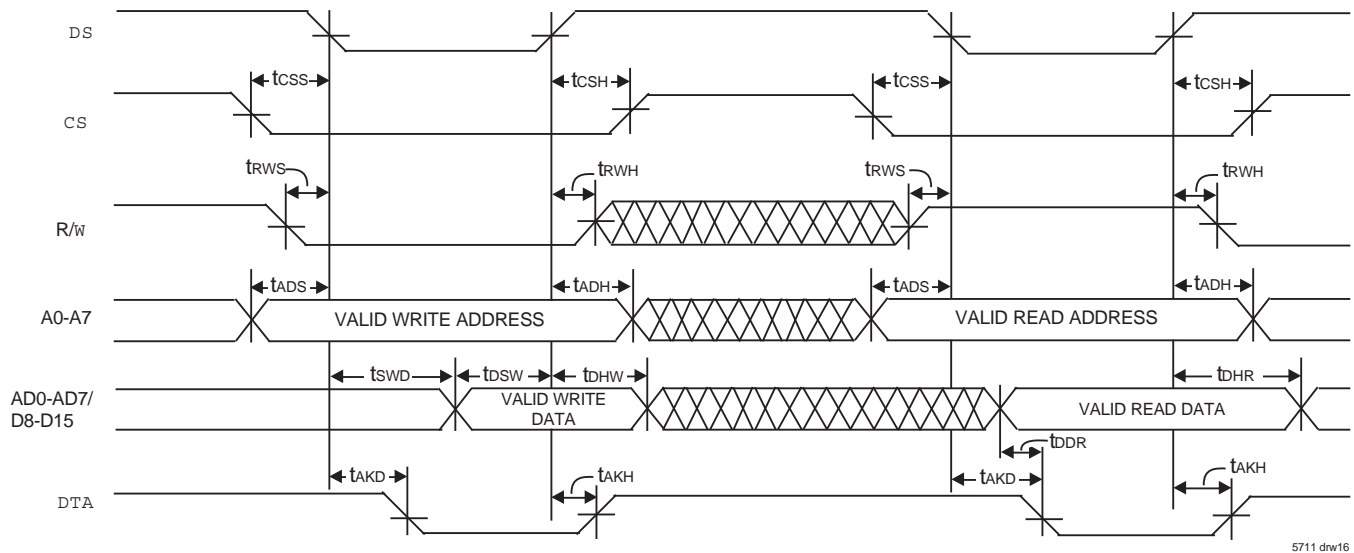 DS
tCSS
tCSH
tCSS
tCSH
CS
tRWS
tRWH
tRWS
tRWH
R/W
tADS
tADH
tADS
tADH
A0-A7
VALID WRITE ADDRESS
VALID READ ADDRESS
tSWD
tDSW
tDHW
tDHR
AD0-AD7/
D8-D15
VALID WRITE
DATA
VALID READ DATA
tDDR
tAKD
tAKH
tAKD
tAKH
DTA
5711 drw16